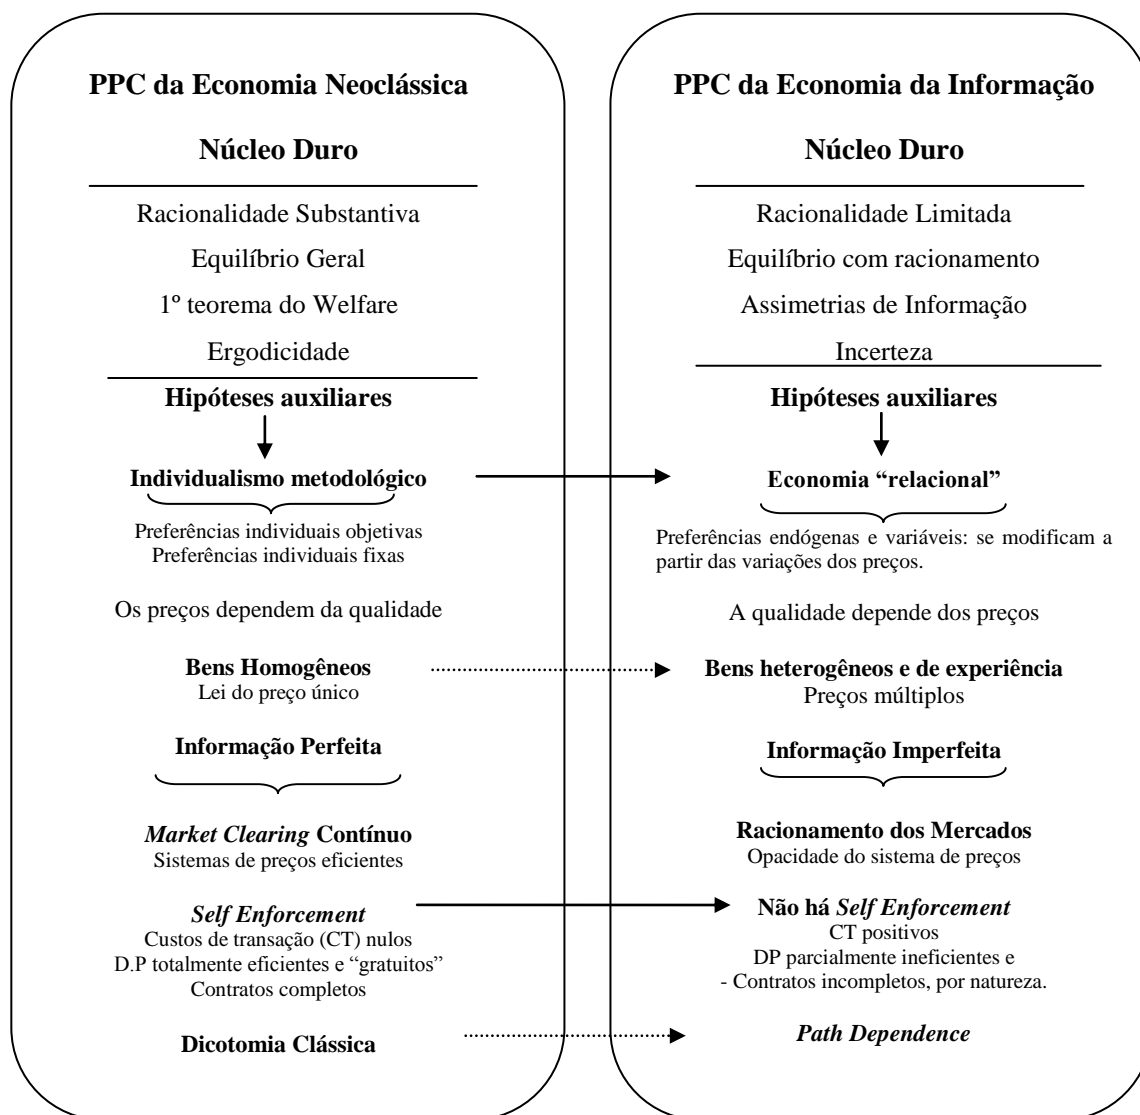 PPC da Economia Neoclássica
Núcleo Duro
Racionalidade Substantiva
Equilíbrio Geral
1º teorema do Welfare
Ergodicidade
Hipóteses auxiliares
Individualismo metodológico
Preferências individuais objetivas
Preferências individuais fixas
Os preços dependem da qualidade
Bens Homogêneos
Lei do preço único
Informação Perfeita
Market Clearing Contínuo
Sistemas de preços eficientes
Self Enforcement
Custos de transação (CT) nulos
D.P totalmente eficientes e “gratuitos”
Contratos completos
Dicotomia Clássica
PPC da Economia da Informação
Núcleo Duro
Racionalidade Limitada
Equilíbrio com racionamento
Assimetrias de Informação
Incerteza
Hipóteses auxiliares
Economia “relacional”
Preferências endógenas e variáveis: se modificam a
partir das variações dos preços.
A qualidade depende dos preços
Bens heterogêneos e de experiência
Preços múltiplos
Informação Imperfeita
Racionamento dos Mercados
Opacidade do sistema de preços
Não há Self Enforcement
CT positivos
DP parcialmente ineficientes e
- Contratos incompletos, por natureza.
Path Dependence